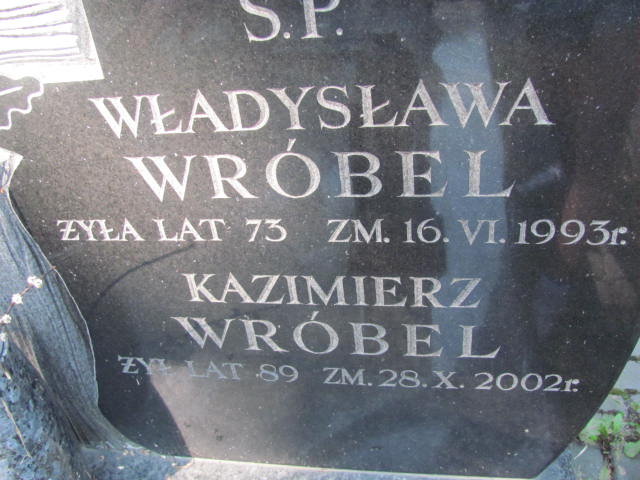 S.P.
WŁADYSŁAWA
WRÓBEL
ŻYŁA LAT 73 ZM. 16. VI. 1993r.
KAZIMIERZ
WRÓBEL
ŻYŁ LAT 89 ZM. 28. X. 2002r.